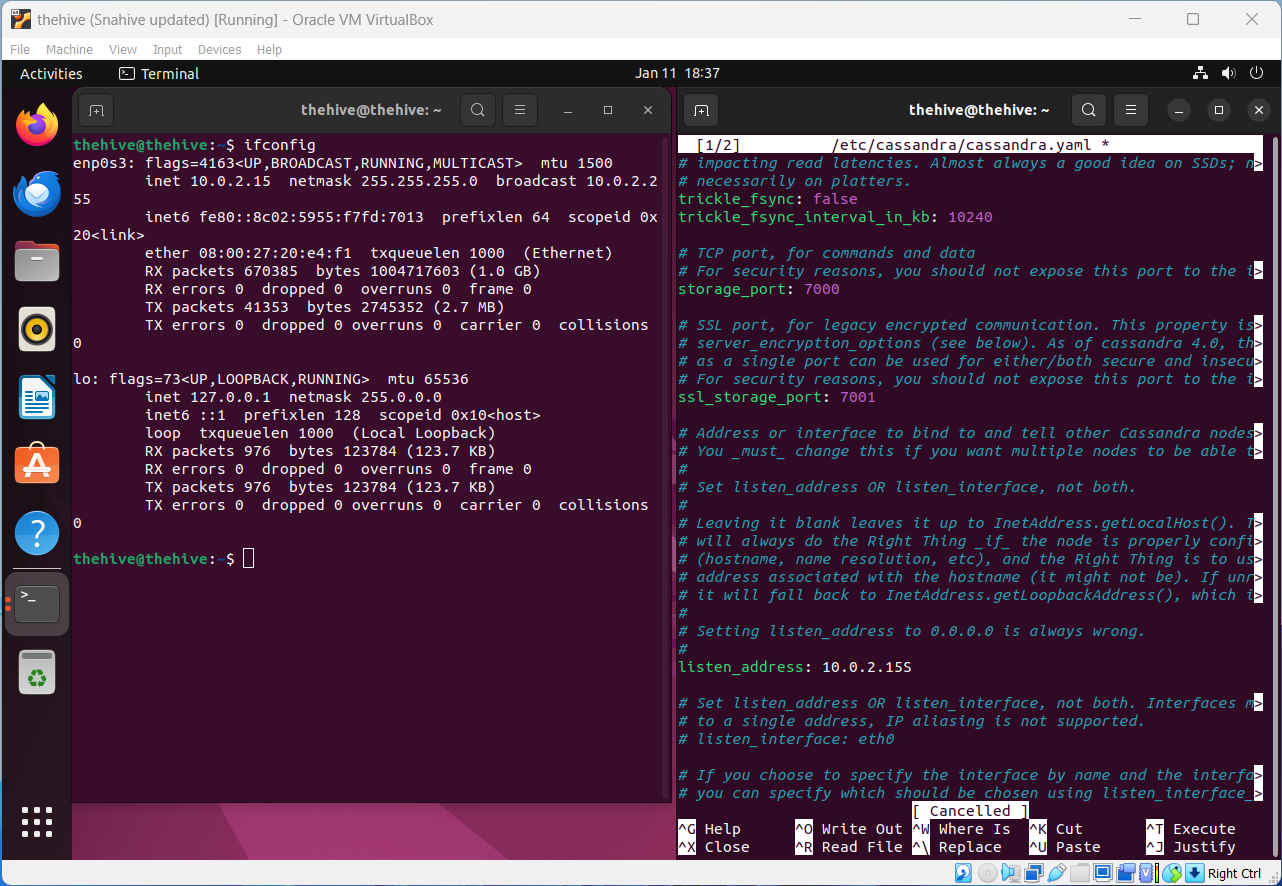 thehive (Snahive updated) [Running] - Oracle VM VirtualBox
File Machine View Input Devices Help
Activities Terminal Jan 11 18:37
thehive@thehive: ~
thehive@thehive:~$ ifconfig
enp0s3: flags=4163<UP,BROADCAST,RUNNING,MULTICAST>  mtu 1500
        inet 10.0.2.15  netmask 255.255.255.0  broadcast 10.0.2.2
55
        inet6 fe80::8c02:5955:f7fd:7013  prefixlen 64  scopeid 0x
20<link>
        ether 08:00:27:20:e4:f1  txqueuelen 1000  (Ethernet)
        RX packets 670385  bytes 1004717603 (1.0 GB)
        RX errors 0  dropped 0  overruns 0  frame 0
        TX packets 41353  bytes 2745352 (2.7 MB)
        TX errors 0  dropped 0 overruns 0  carrier 0  collisions
0
lo: flags=73<UP,LOOPBACK,RUNNING>  mtu 65536
        inet 127.0.0.1  netmask 255.0.0.0
        inet6 ::1  prefixlen 128  scopeid 0x10<host>
        loop  txqueuelen 1000  (Local Loopback)
        RX packets 976  bytes 123784 (123.7 KB)
        RX errors 0  dropped 0  overruns 0  frame 0
        TX packets 976  bytes 123784 (123.7 KB)
        TX errors 0  dropped 0 overruns 0  carrier 0  collisions
0
thehive@thehive:~$
thehive@thehive: ~
[1/2] /etc/cassandra/cassandra.yaml *
# impacting read latencies. Almost always a good idea on SSDs; n>
# necessarily on platters.
trickle_fsync: false
trickle_fsync_interval_in_kb: 10240
# TCP port, for commands and data
# For security reasons, you should not expose this port to the i>
storage_port: 7000
# SSL port, for legacy encrypted communication. This property is>
# server_encryption_options (see below). As of cassandra 4.0, th>
# as a single port can be used for either/both secure and insecu>
# For security reasons, you should not expose this port to the i>
ssl_storage_port: 7001
# Address or interface to bind to and tell other Cassandra nodes>
# You _must_ change this if you want multiple nodes to be able t>
#
# Set listen_address OR listen_interface, not both.
#
# Leaving it blank leaves it up to InetAddress.getLocalHost(). T>
# will always do the Right Thing _if_ the node is properly confi>
# (hostname, name resolution, etc), and the Right Thing is to us>
# address associated with the hostname (it might not be). If unr>
# it will fall back to InetAddress.getLoopbackAddress(), which i>
#
# Setting listen_address to 0.0.0.0 is always wrong.
#
listen_address: 10.0.2.15S
# Set listen_address OR listen_interface, not both. Interfaces m>
# to a single address, IP aliasing is not supported.
# listen_interface: eth0
# If you choose to specify the interface by name and the interfa>
# you can specify which should be chosen using listen_interface_>
[ Cancelled ]
^G Help ^O Write Out ^W Where Is ^K Cut ^T Execute
^X Close ^R Read File ^\ Replace ^U Paste ^J Justify
Right Ctrl